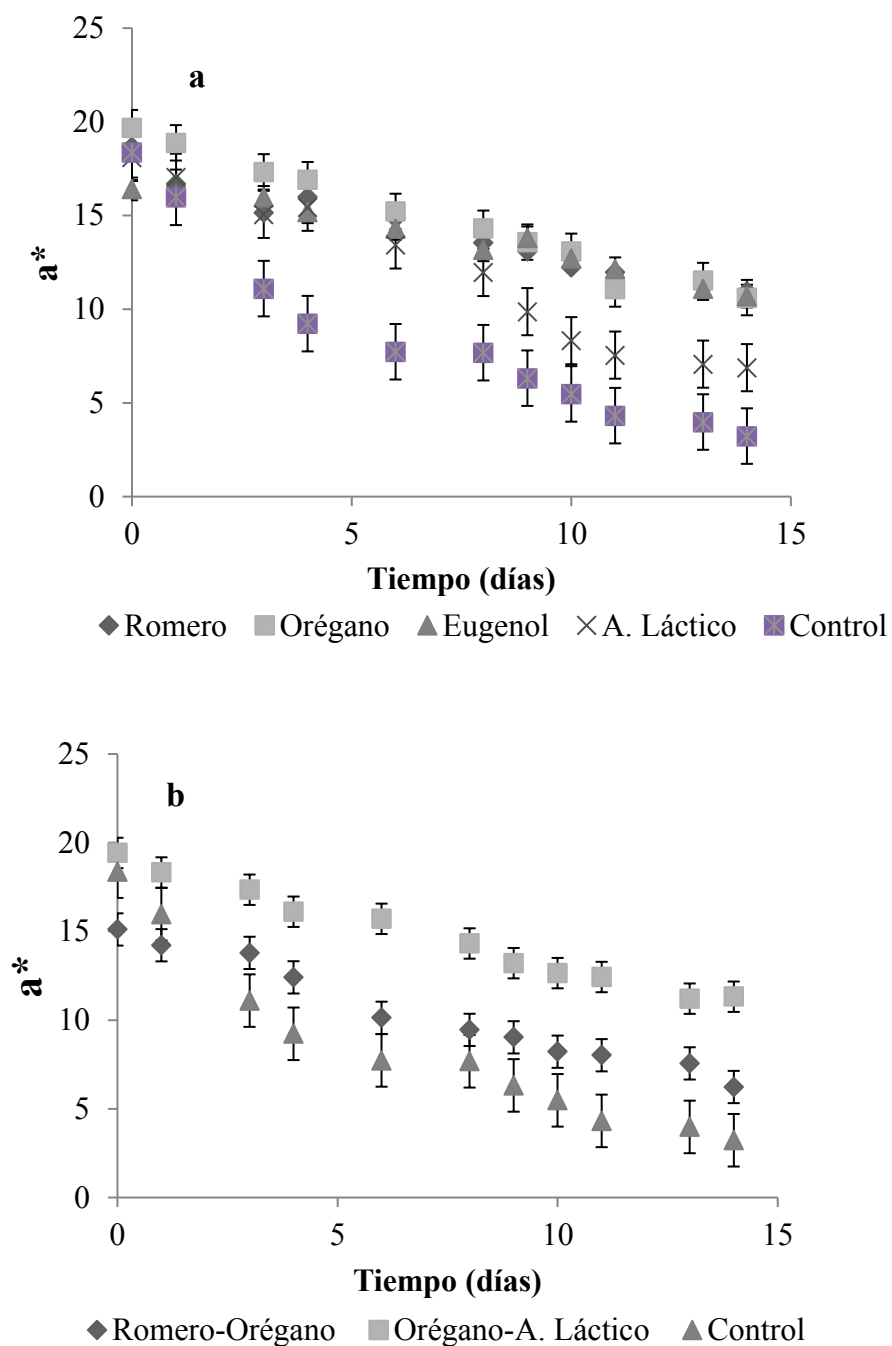 25
a
20
15
a*
10
5
0
0 5 10 15
Tiempo (días)
Romero Orégano Eugenol A. Láctico Control
25
b
20
15
a*
10
5
0
0 5 10 15
Tiempo (días)
Romero-Orégano Orégano-A. Láctico Control